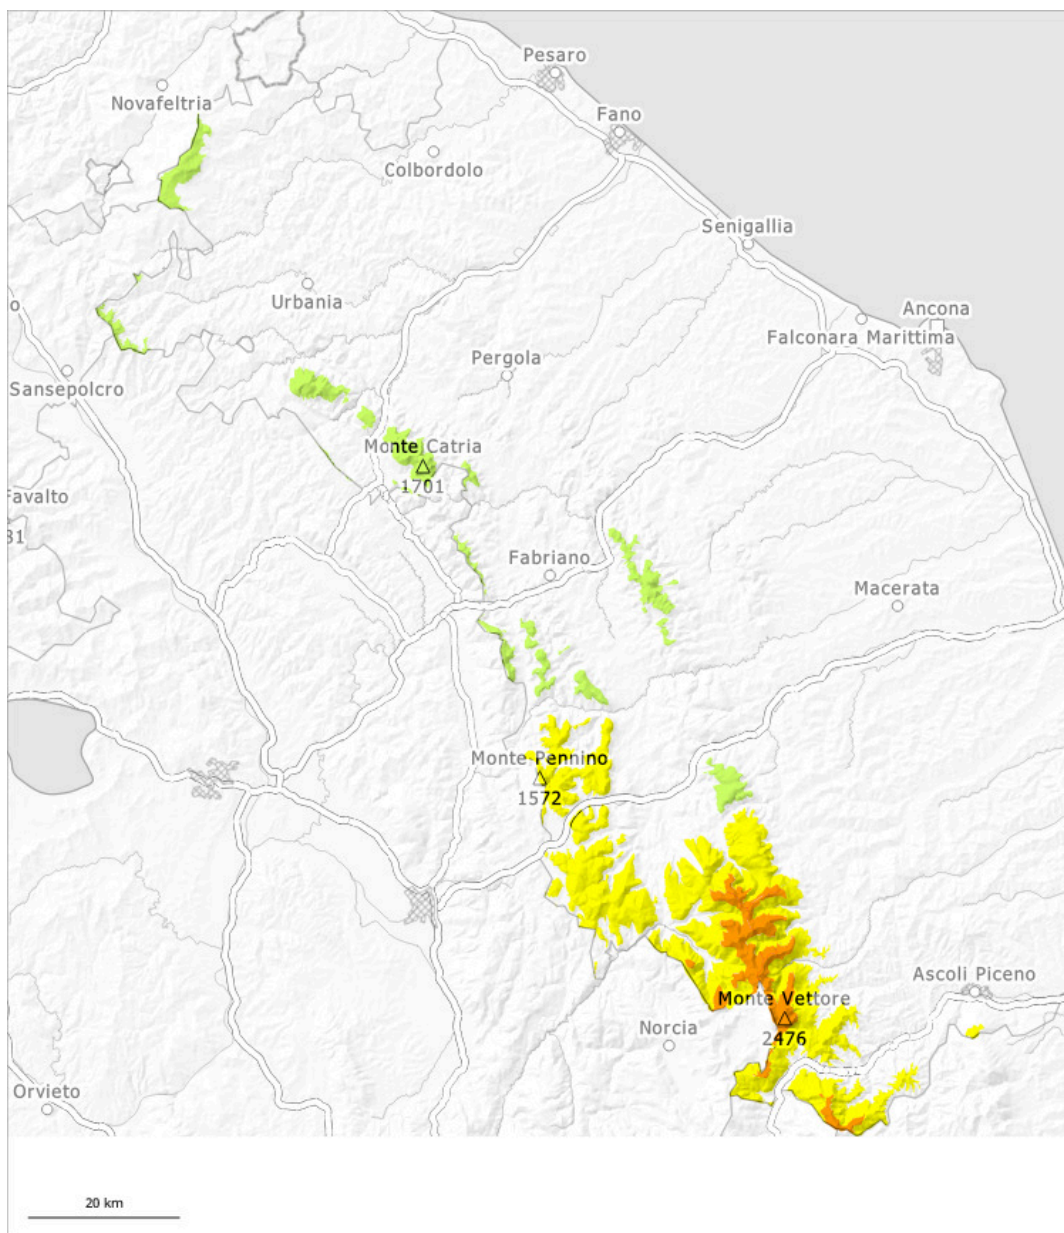 Pesaro
Novafeltria
Fano
Colbordolo
Senigallia
Urbania
Ancona
o
Falconara Marittima
Pergola
Sansepolcro
Monte Catria
1701
Favalto
31
Fabriano
Macerata
Monte Pennino
1572
Ascoli Piceno
Monte Vettore
Norcia
2476
Orvieto
20 km